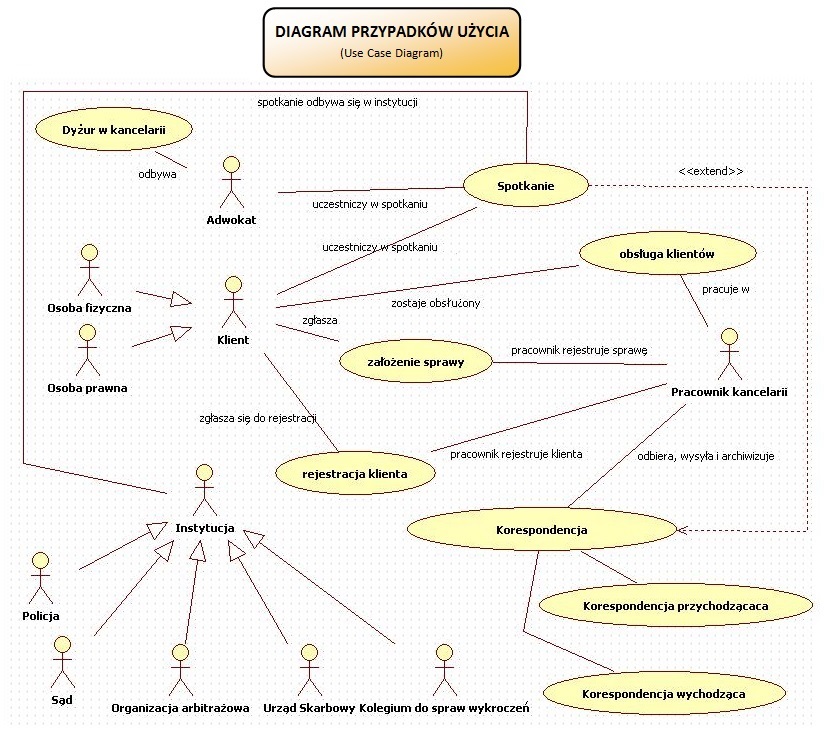 DIAGRAM PRZYPADKÓW UŻYCIA
(Use Case Diagram)
spotkanie odbywa się w instytucji
Dyżur w kancelarii
odbywa
Adwokat
uczestniczy w spotkaniu
Spotkanie
<<extend>>
uczestniczy w spotkaniu
obsługa klientów
Osoba fizyczna
zostaje obsłużony
pracuje w
Klient
zgłasza
Osoba prawna
założenie sprawy
pracownik rejestruje sprawę
Pracownik kancelarii
zgłasza się do rejestracji
rejestracja klienta
pracownik rejestruje klienta
odbiera, wysyła i archiwizuje
Instytucja
Korespondencja
Policja
Korespondencja przychodzącaca
Sąd
Organizacja arbitrażowa
Urząd Skarbowy
Kolegium do spraw wykroczeń
Korespondencja wychodząca